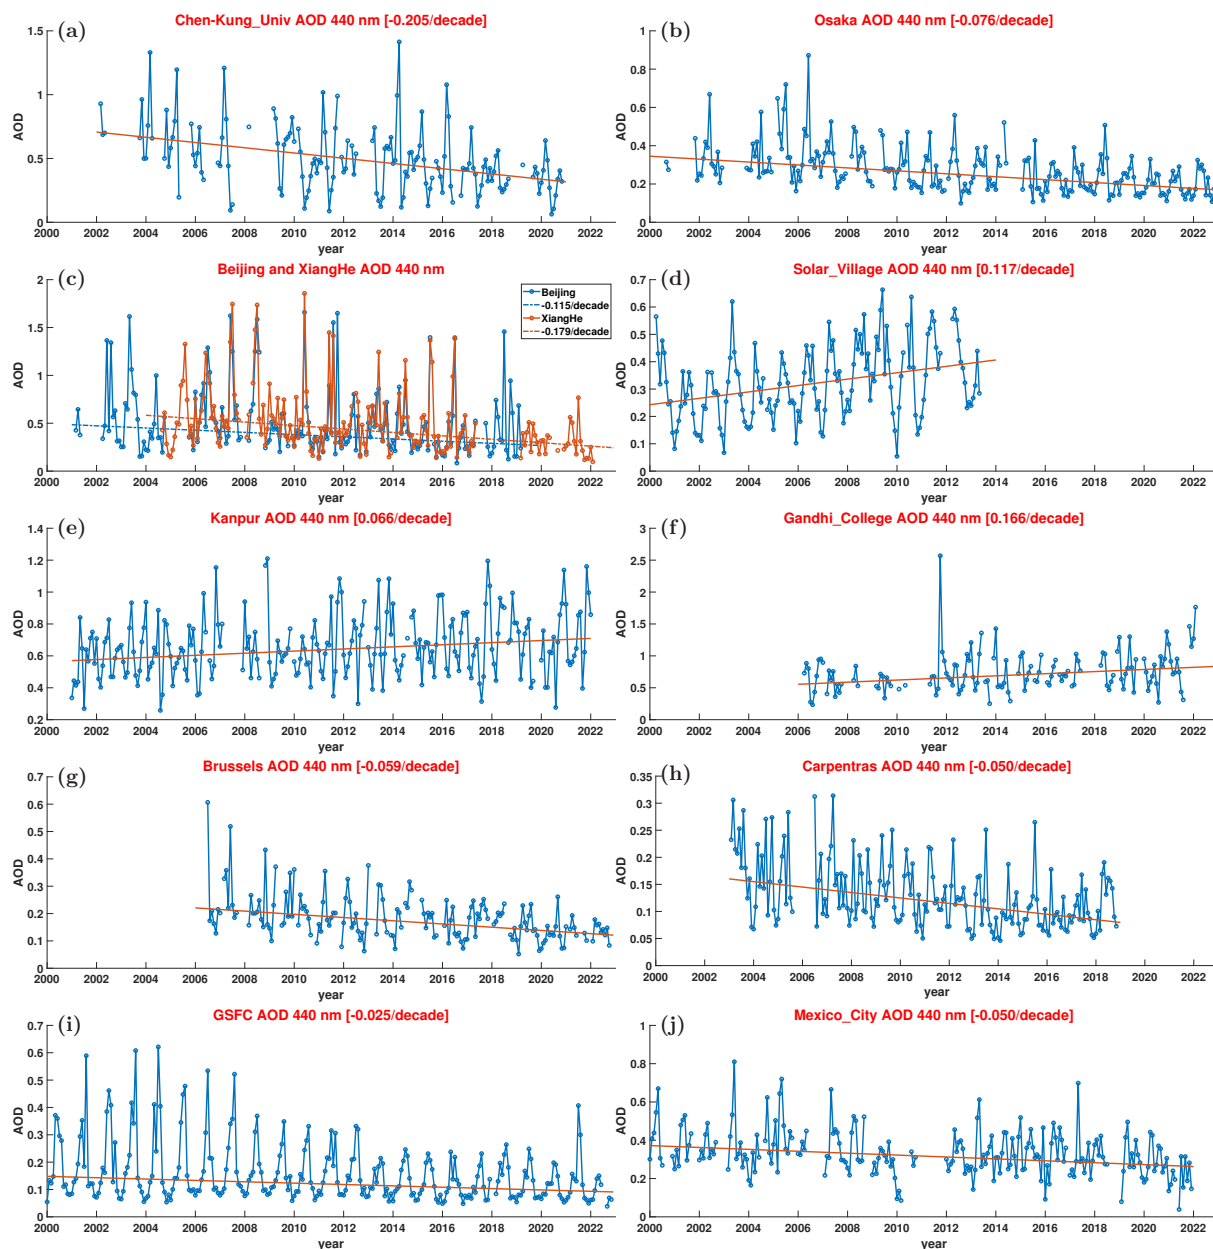 (a)
Chen-Kung_Univ AOD 440 nm [-0.205/decade]
1.5
1
0.5
0
AOD
2000 2002 2004 2006 2008 2010 2012 2014 2016 2018 2020 2022
year
(b)
Osaka AOD 440 nm [-0.076/decade]
1
0.8
0.6
0.4
0.2
0
AOD
2000 2002 2004 2006 2008 2010 2012 2014 2016 2018 2020 2022
year
(c)
Beijing and XiangHe AOD 440 nm
2
1.5
1
0.5
0
AOD
Beijing
-0.115/decade
XiangHe
-0.179/decade
2000 2002 2004 2006 2008 2010 2012 2014 2016 2018 2020 2022
year
(d)
Solar_Village AOD 440 nm [0.117/decade]
0.7
0.6
0.5
0.4
0.3
0.2
0.1
0
AOD
2000 2002 2004 2006 2008 2010 2012 2014 2016 2018 2020 2022
year
(e)
Kanpur AOD 440 nm [0.066/decade]
1.4
1.2
1
0.8
0.6
0.4
0.2
AOD
2000 2002 2004 2006 2008 2010 2012 2014 2016 2018 2020 2022
year
(f)
Gandhi_College AOD 440 nm [0.166/decade]
3
2.5
2
1.5
1
0.5
0
AOD
2000 2002 2004 2006 2008 2010 2012 2014 2016 2018 2020 2022
year
(g)
Brussels AOD 440 nm [-0.059/decade]
0.7
0.6
0.5
0.4
0.3
0.2
0.1
0
AOD
2000 2002 2004 2006 2008 2010 2012 2014 2016 2018 2020 2022
year
(h)
Carpentras AOD 440 nm [-0.050/decade]
0.35
0.3
0.25
0.2
0.15
0.1
0.05
0
AOD
2000 2002 2004 2006 2008 2010 2012 2014 2016 2018 2020 2022
year
(i)
GSFC AOD 440 nm [-0.025/decade]
0.7
0.6
0.5
0.4
0.3
0.2
0.1
0
AOD
2000 2002 2004 2006 2008 2010 2012 2014 2016 2018 2020 2022
year
(j)
Mexico_City AOD 440 nm [-0.050/decade]
1
0.8
0.6
0.4
0.2
0
AOD
2000 2002 2004 2006 2008 2010 2012 2014 2016 2018 2020 2022
year